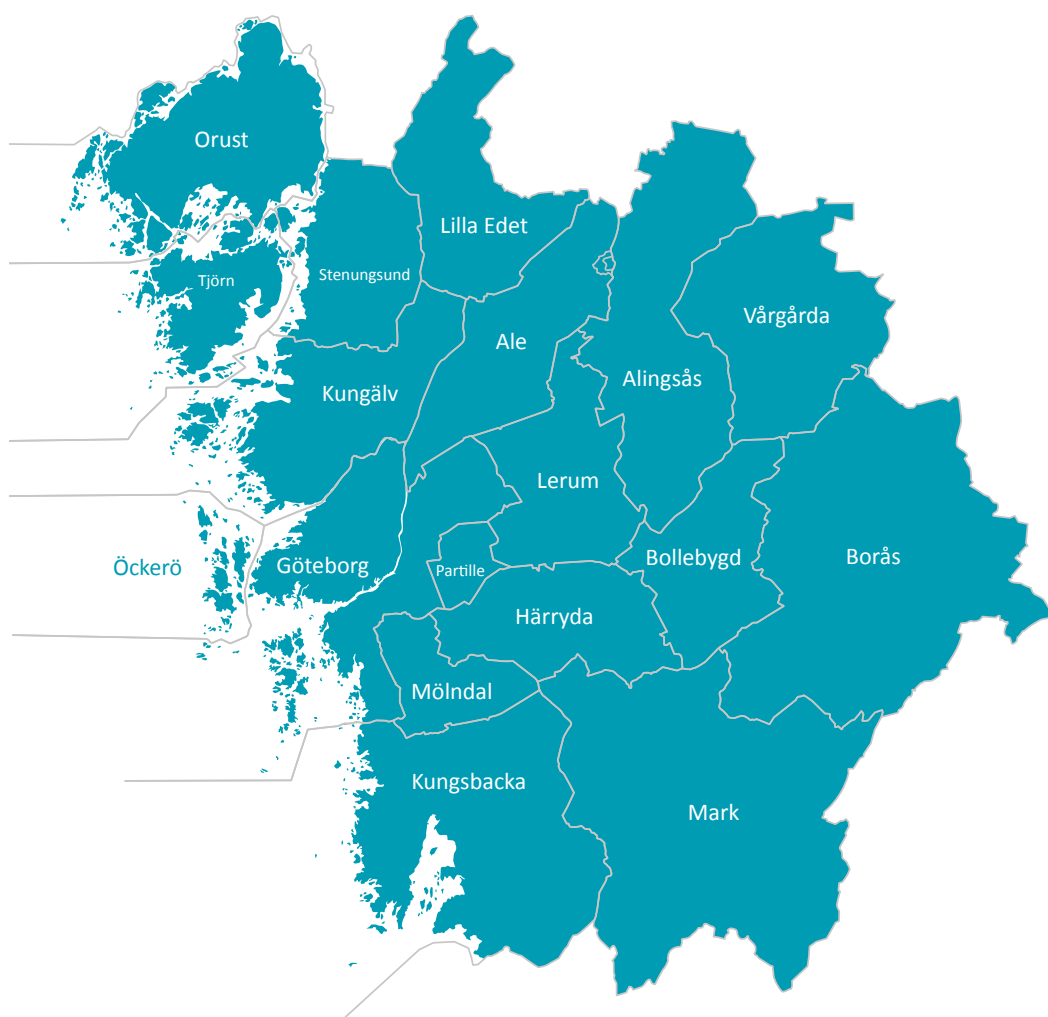 Orust
Lilla Edet
Tjörn
Stenungsund
Vårgårda
Ale
Alingsås
Kungälv
Lerum
Öckerö
Göteborg
Partille
Bollebygd
Borås
Härryda
Mölndal
Kungsbacka
Mark